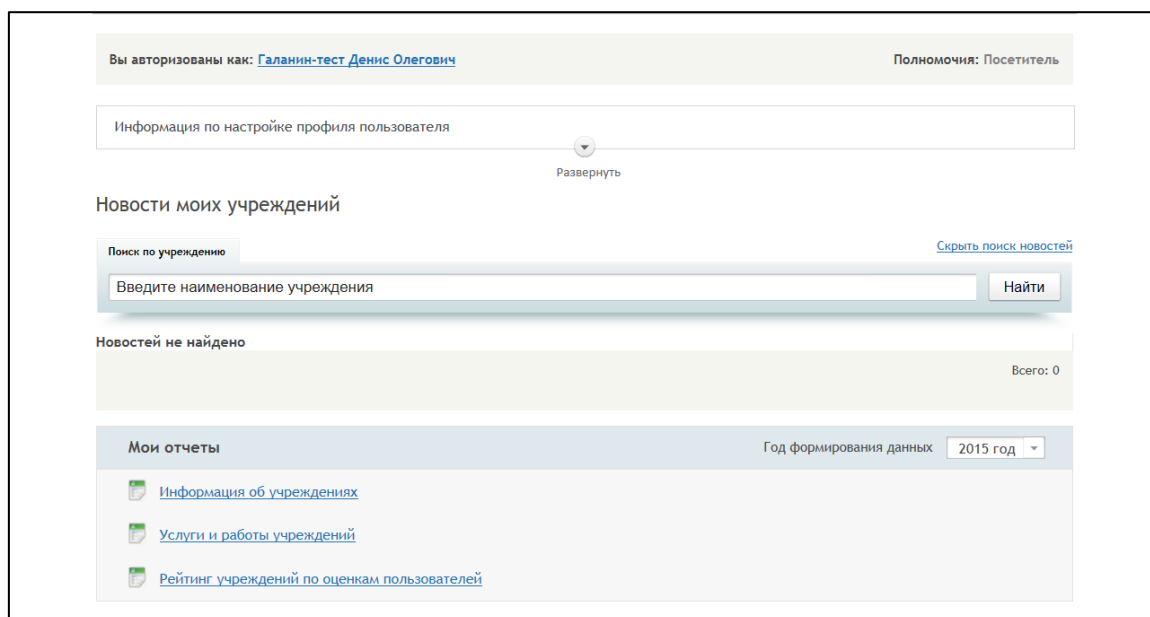 Вы авторизованы как: Галанин-тест Денис Олегович Полномочия: Посетитель
Информация по настройке профиля пользователя
Развернуть
Новости моих учреждений
Поиск по учреждению Скрыть поиск новостей
Введите наименование учреждения Найти
Новостей не найдено
Всего: 0
Мои отчеты Год формирования данных 2015 год
Информация об учреждениях
Услуги и работы учреждений
Рейтинг учреждений по оценкам пользователей